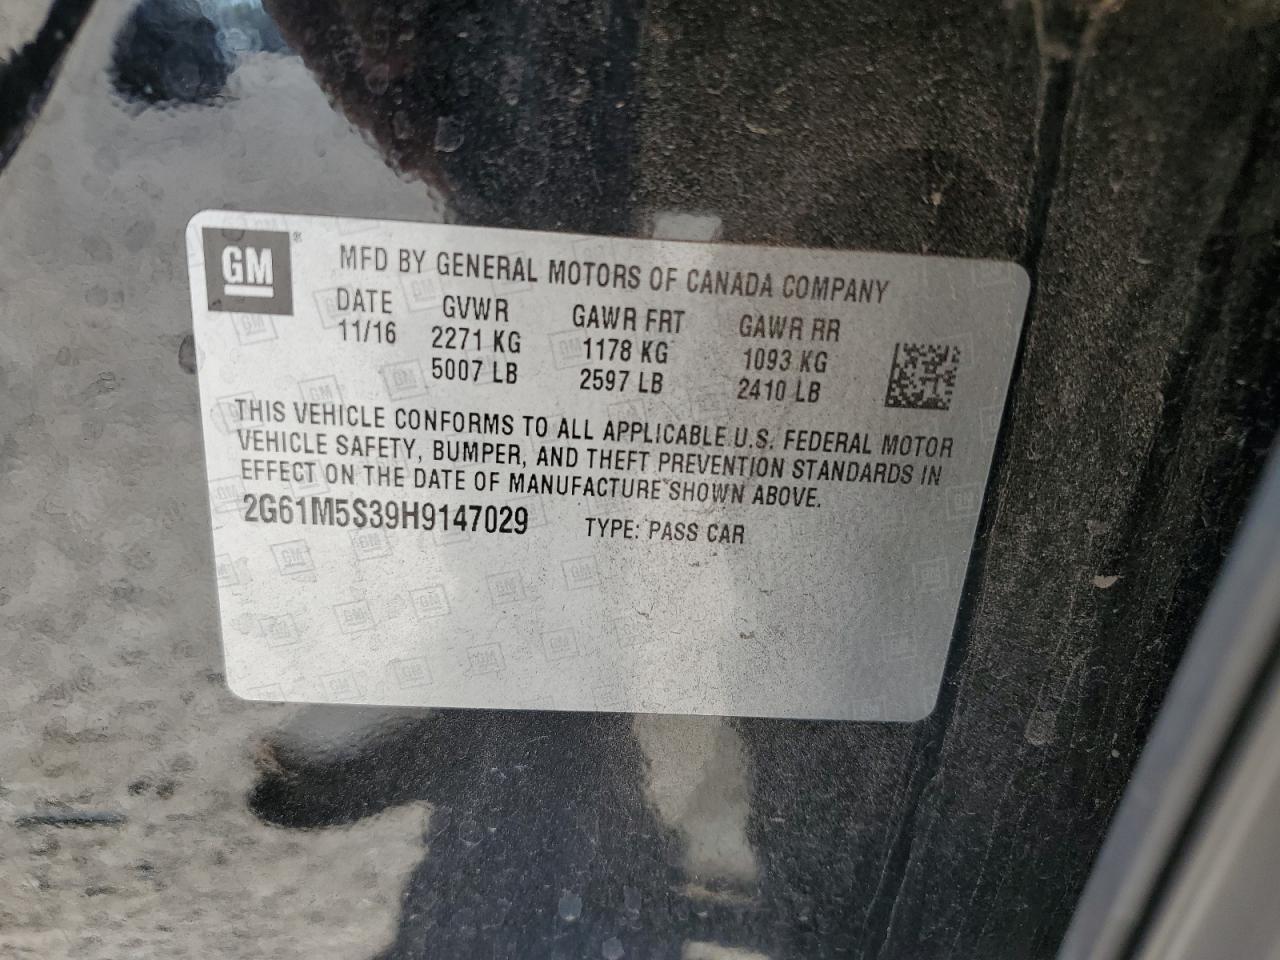 GM ® MFD BY GENERAL MOTORS OF CANADA COMPANY
DATE GVWR GAWR FRT GAWR RR
11/16 2271 KG 1178 KG 1093 KG
5007 LB 2597 LB 2410 LB
THIS VEHICLE CONFORMS TO ALL APPLICABLE U.S. FEDERAL MOTOR
VEHICLE SAFETY, BUMPER, AND THEFT PREVENTION STANDARDS IN
EFFECT ON THE DATE OF MANUFACTURE SHOWN ABOVE.
2G61M5S39H9147029 TYPE: PASS CAR